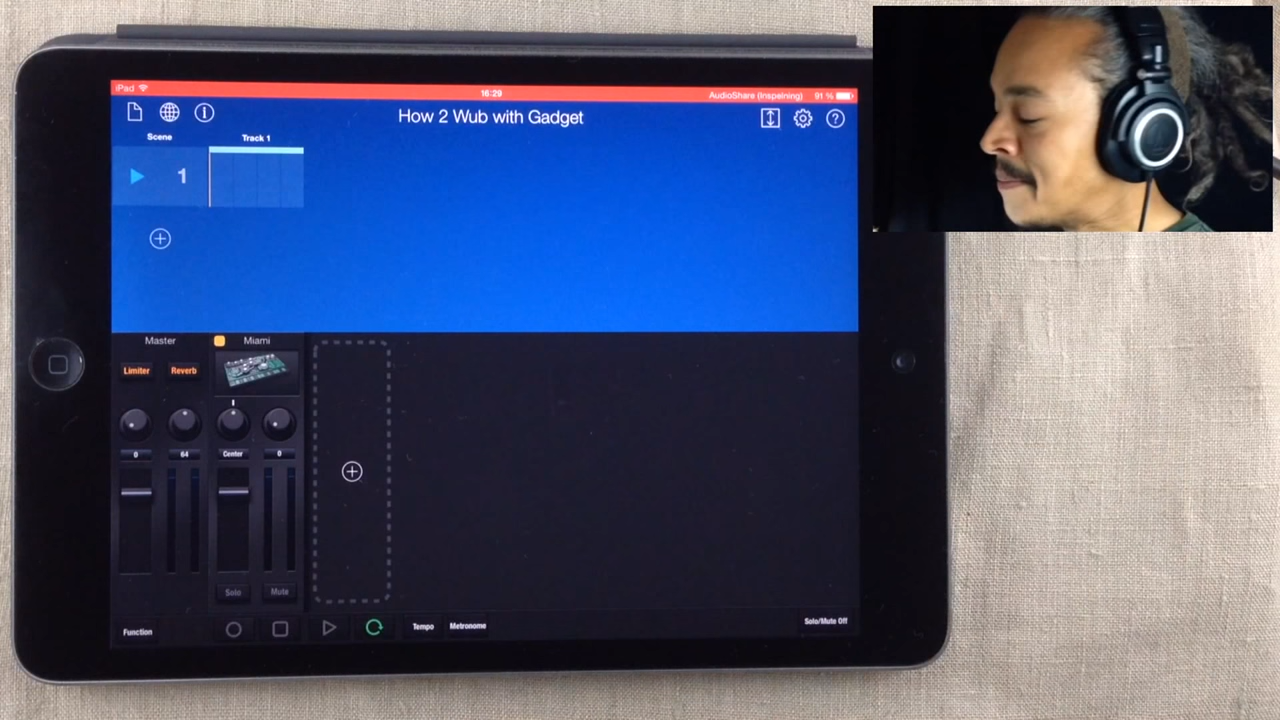 iPad 16:29 AudioShare (Inspelning) 91 %
How 2 Wub with Gadget
Scene Track 1
1
Master Miami
Limiter Reverb
0 64 Center 0
Solo Mute
Function Tempo Metronome Solo/Mute Off